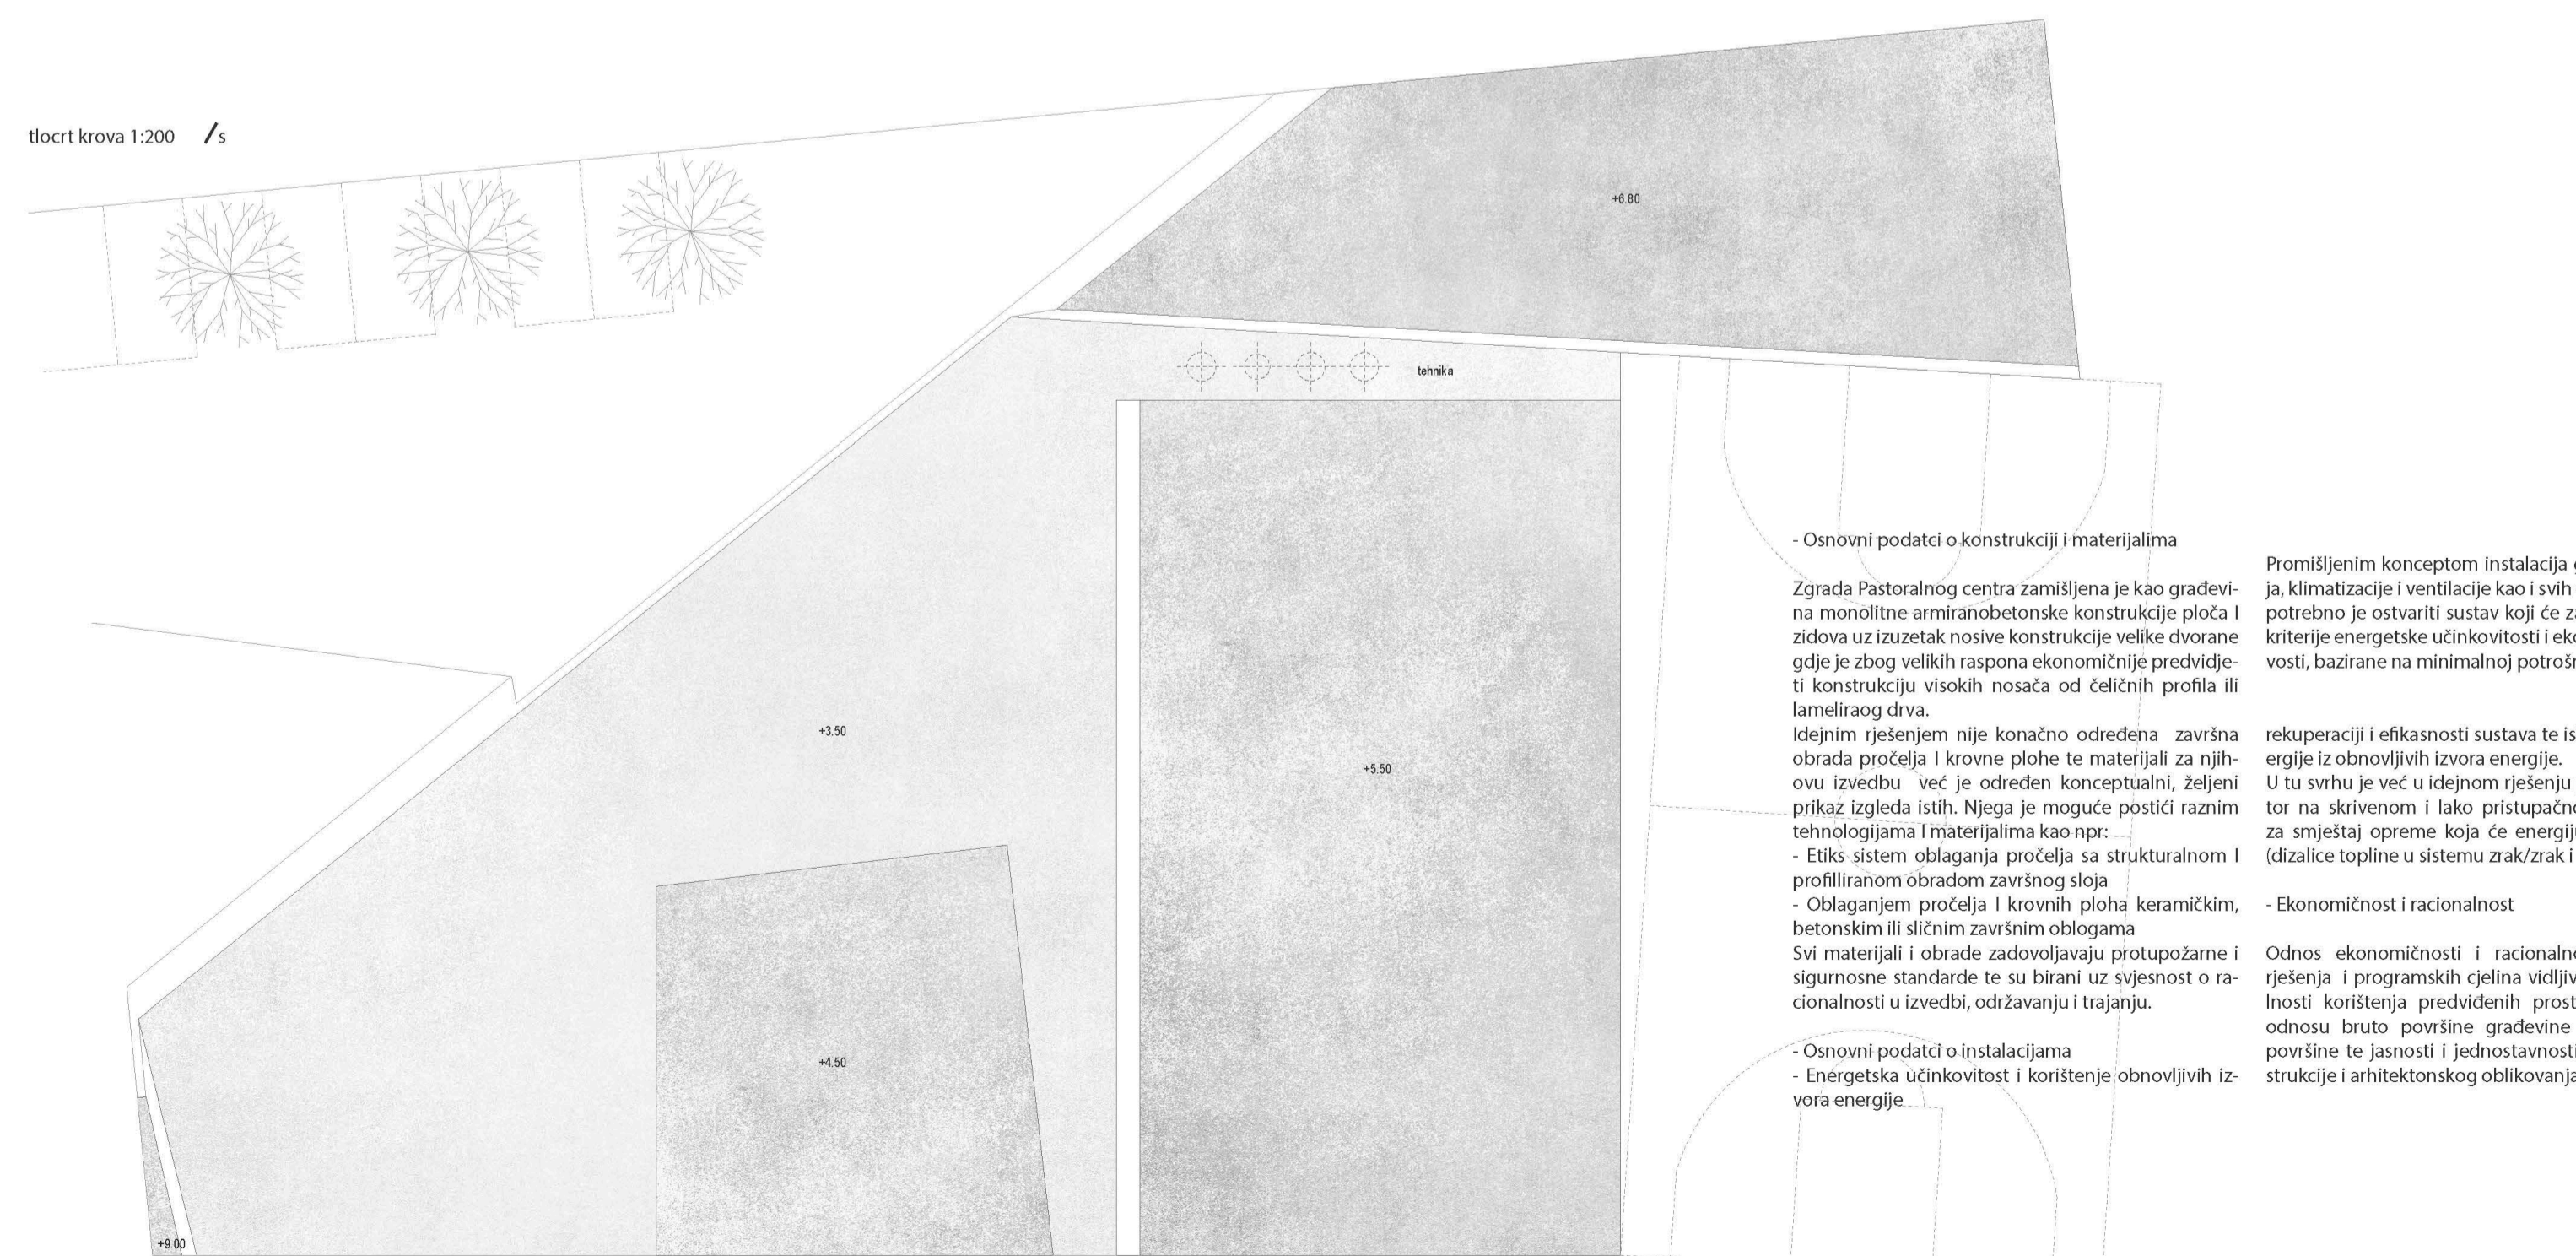 tlocrt krova 1:200 /s
+6.80
tehnika
+3.50
+5.50
+4.50
+9.00
- Osnovni podatci o konstrukciji i materijalima
Zgrada Pastoralnog centra zamišljena je kao građevi-
na monolitne armiranobetonske konstrukcije ploča I
zidova uz izuzetak nosive konstrukcije velike dvorane
gdje je zbog velikih raspona ekonomičnije predvidje-
ti konstrukciju visokih nosača od čeličnih profila ili
lameliraog drva.
Idejnim rješenjem nije konačno određena završna
obrada pročelja I krovne plohe te materijali za njih-
ovu izvedbu već je određen konceptualni, željeni
prikaz izgleda istih. Njega je moguće postići raznim
tehnologijama I materijalima kao npr:
- Etiks sistem oblaganja pročelja sa strukturalnom I
profilliranom obradom završnog sloja
- Oblaganjem pročelja I krovnih ploha keramičkim,
betonskim ili sličnim završnim oblogama
Svi materijali i obrade zadovoljavaju protupožarne i
sigurnosne standarde te su birani uz svjesnost o ra-
cionalnosti u izvedbi, održavanju i trajanju.
- Osnovni podatci o instalacijama
- Energetska učinkovitost i korištenje obnovljivih iz-
vora energije
Promišljenim konceptom instalacija
ja, klimatizacije i ventilacije kao i svih
potrebno je ostvariti sustav koji će
kriterije energetske učinkovitosti i
vosti, bazirane na minimalnoj
rekuperaciji i efikasnosti sustava te
ergije iz obnovljivih izvora energije.
U tu svrhu je već u idejnom rješenju
tor na skrivenom i lako
za smještaj opreme koja će
(dizalice topline u sistemu zrak/zrak i
- Ekonomičnost i racionalnost
Odnos ekonomičnosti i
rješenja i programskih cjelina
lnosti korištenja predviđenih
odnosu bruto površine građevine
površine te jasnosti i
strukcije i arhitektonskog